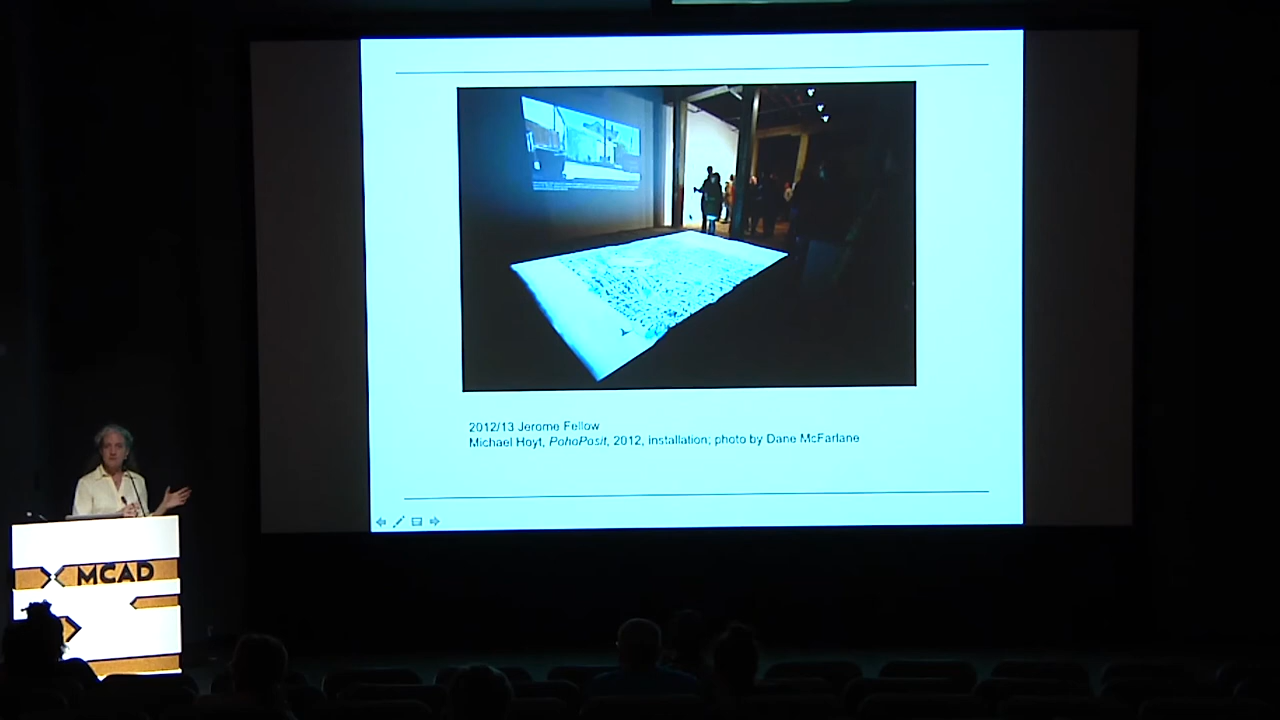 2012/13 Jerome Fellow
Michael Hoyt, PohoPosit, 2012, installation; photo by Dane McFarlane
MCAD